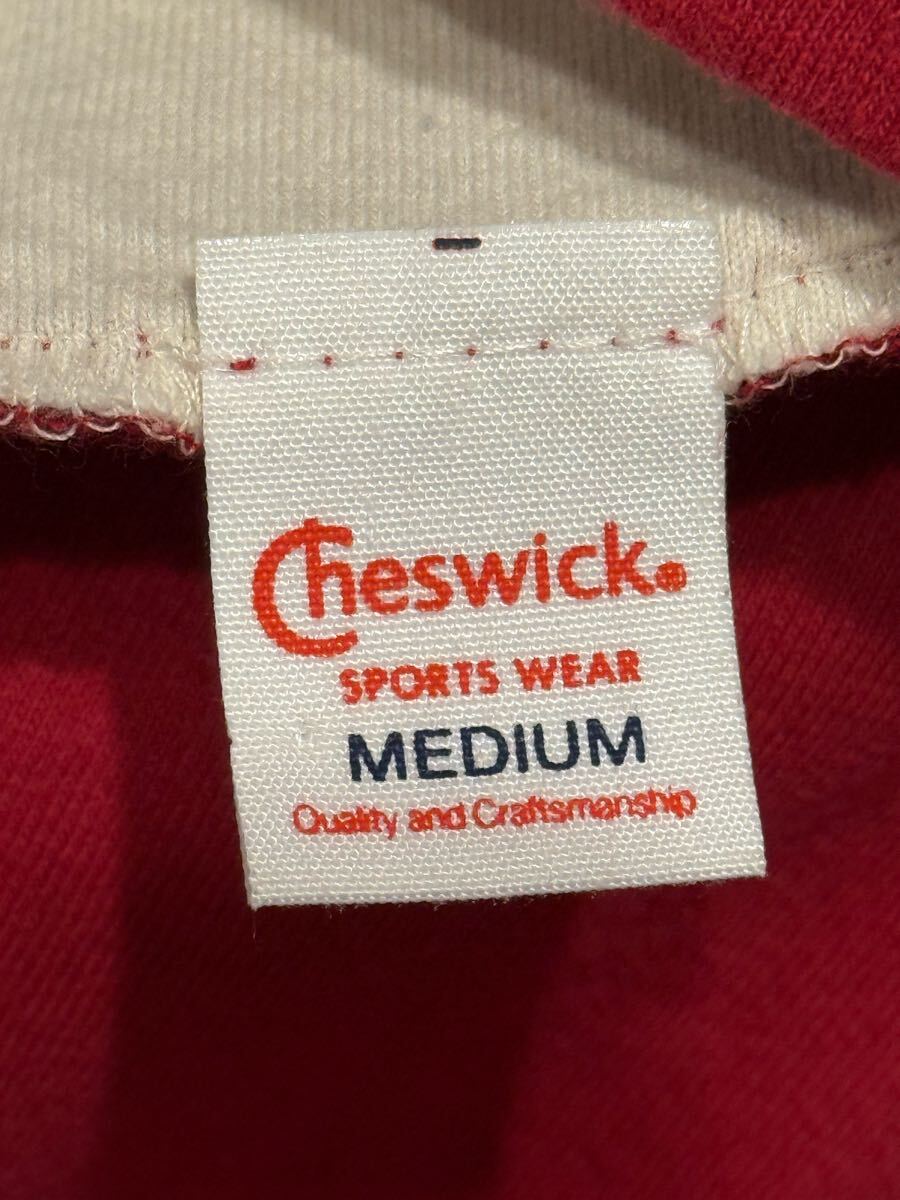 Cheswick®
SPORTS WEAR
MEDIUM
Quality and Craftsmanship